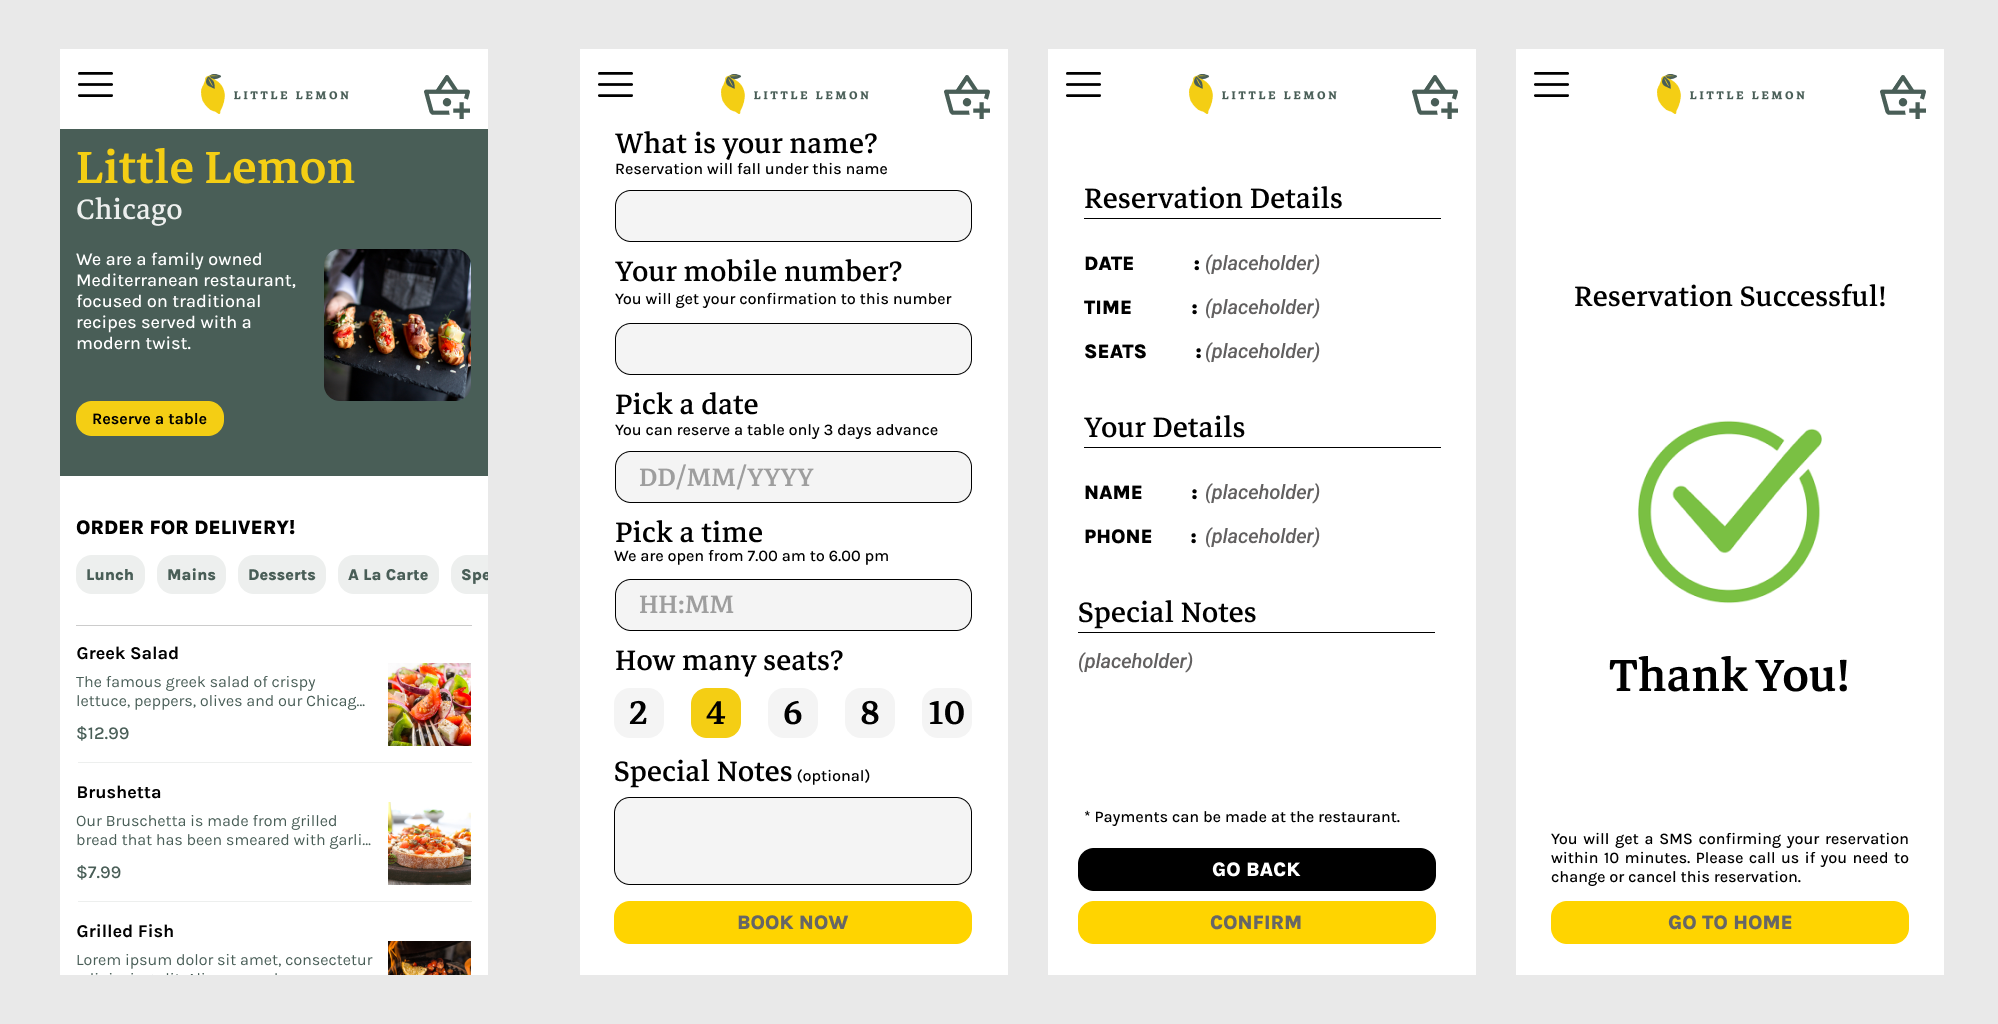 LITTLE LEMON
Little Lemon
Chicago
We are a family owned
Mediterranean restaurant,
focused on traditional
recipes served with a
modern twist.
Reserve a table
ORDER FOR DELIVERY!
Lunch Mains Desserts A La Carte Spe
Greek Salad
The famous greek salad of crispy
lettuce, peppers, olives and our Chicag...
$12.99
Brushetta
Our Bruschetta is made from grilled
bread that has been smeared with garli...
$7.99
Grilled Fish
Lorem ipsum dolor sit amet, consectetur
LITTLE LEMON
What is your name?
Reservation will fall under this name
Your mobile number?
You will get your confirmation to this number
Pick a date
You can reserve a table only 3 days advance
DD/MM/YYYY
Pick a time
We are open from 7.00 am to 6.00 pm
HH:MM
How many seats?
2 4 6 8 10
Special Notes (optional)
BOOK NOW
LITTLE LEMON
Reservation Details
DATE : (placeholder)
TIME : (placeholder)
SEATS : (placeholder)
Your Details
NAME : (placeholder)
PHONE : (placeholder)
Special Notes
(placeholder)
* Payments can be made at the restaurant.
GO BACK
CONFIRM
LITTLE LEMON
Reservation Successful!
Thank You!
You will get a SMS confirming your reservation
within 10 minutes. Please call us if you need to
change or cancel this reservation.
GO TO HOME